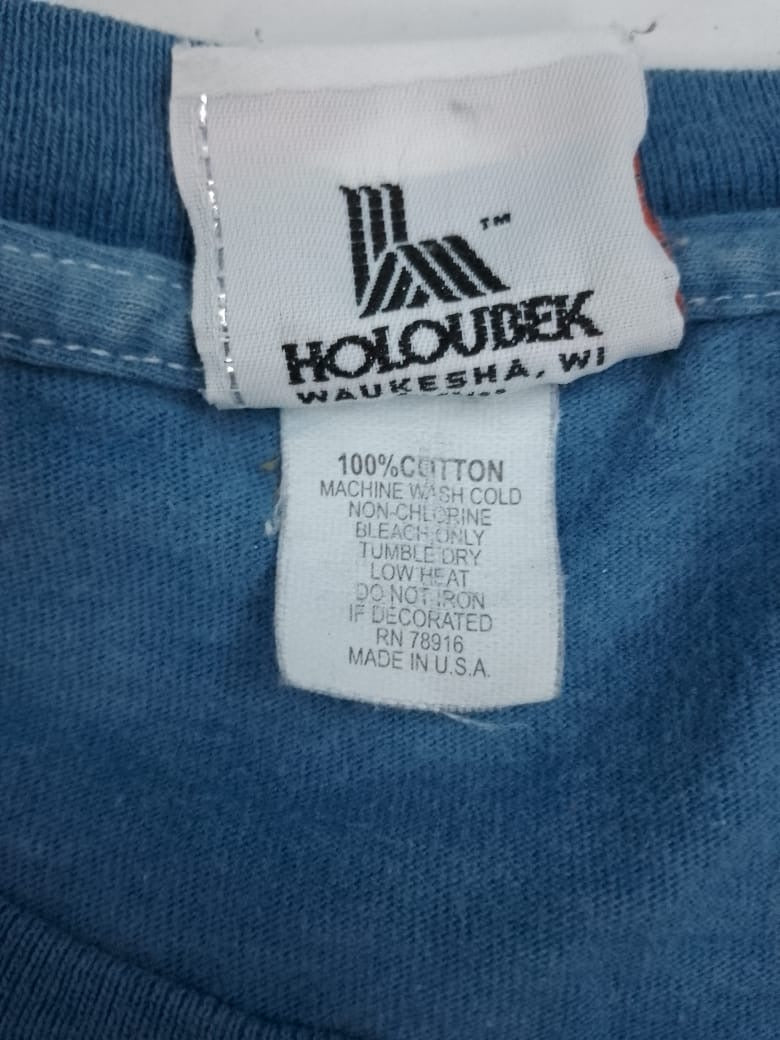 TM
HOLOUDEK
WAUKESHA, WI
100%COTTON
MACHINE WASH COLD
NON-CHLORINE
BLEACH ONLY
TUMBLE DRY
LOW HEAT
DO NOT IRON
IF DECORATED
RN 78916
MADE IN U.S.A.